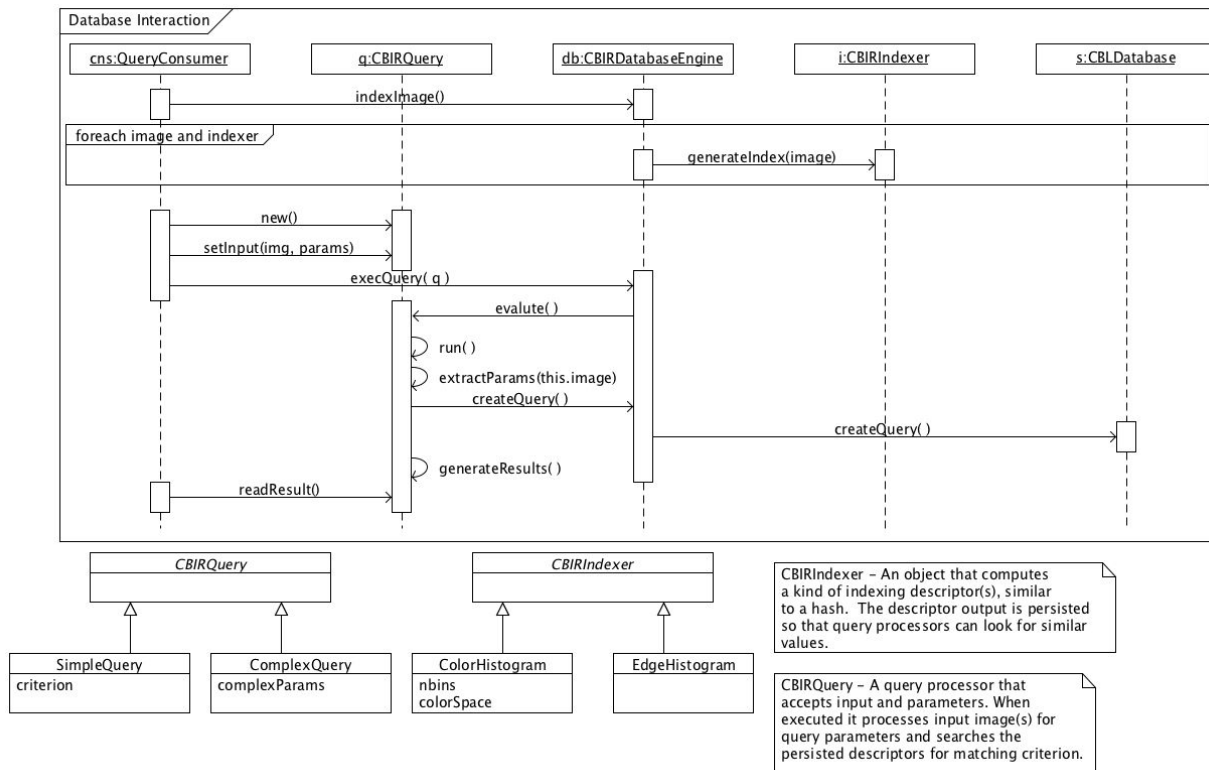 Database Interaction
cns:QueryConsumer
q:CBIRQuery
db:CBIRDatabaseEngine
i:CBIRIndexer
s:CBLDatabase
indexImage()
foreach image and indexer
generateIndex(image)
new()
setInput(img, params)
execQuery( q )
evalute( )
run( )
extractParams(this.image)
createQuery( )
createQuery( )
generateResults( )
readResult()
CBIRQuery
CBIRIndexer
SimpleQuery
criterion
ComplexQuery
complexParams
ColorHistogram
nbins
colorSpace
EdgeHistogram
CBIRIndexer – An object that computes
a kind of indexing descriptor(s), similar
to a hash.  The descriptor output is persisted
so that query processors can look for similar
values.
CBIRQuery – A query processor that
accepts input and parameters. When
executed it processes input image(s) for
query parameters and searches the
persisted descriptors for matching criterion.